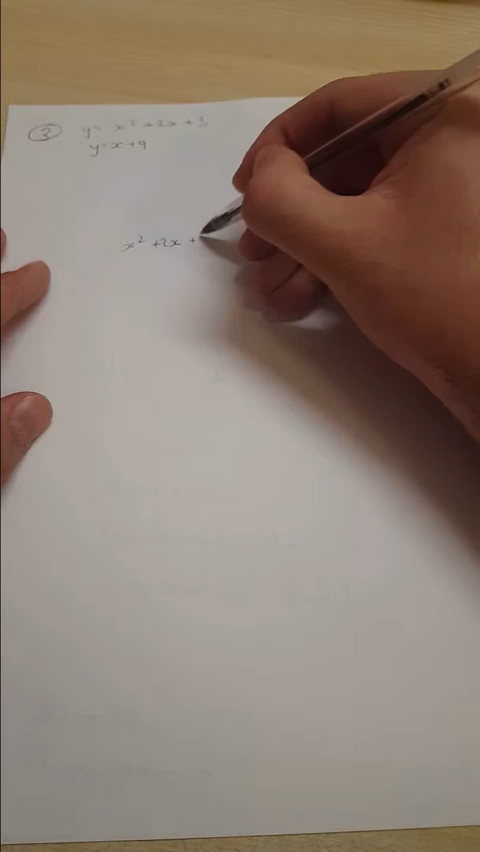 ③ y = x² + 2x + 3
y = x + 9
x² + 2x +